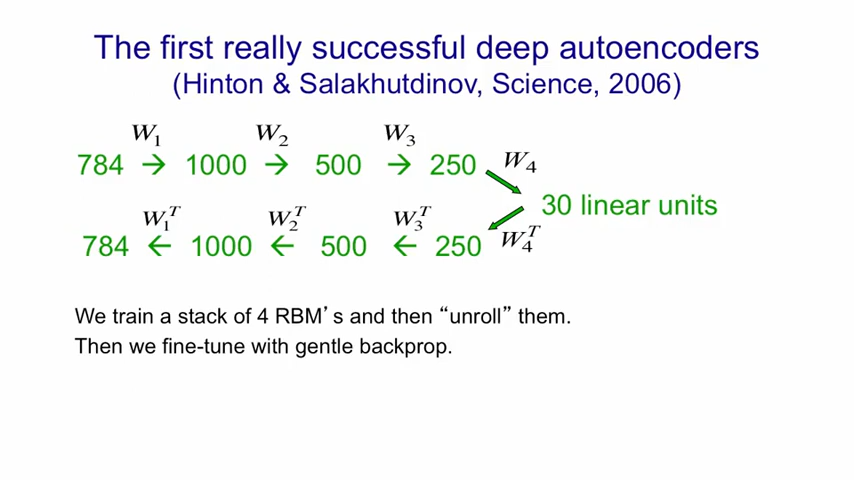 The first really successful deep autoencoders
(Hinton & Salakhutdinov, Science, 2006)
W₁ W₂ W₃
784 → 1000 → 500 → 250 W₄
30 linear units
W₁ᵀ W₂ᵀ W₃ᵀ
784 ← 1000 ← 500 ← 250 W₄ᵀ
We train a stack of 4 RBM’s and then “unroll” them.
Then we fine-tune with gentle backprop.